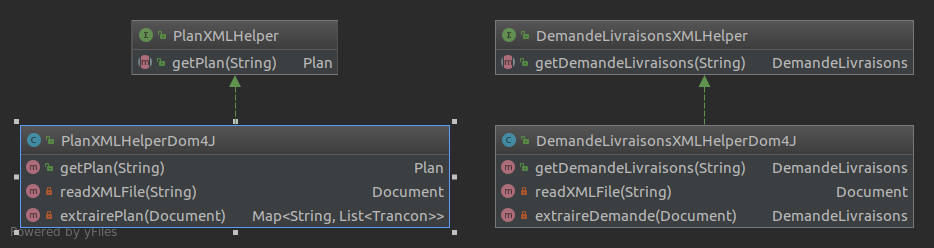 PlanXMLHelper
getPlan(String) Plan
DemandeLivraisonsXMLHelper
getDemandeLivraisons(String) DemandeLivraisons
PlanXMLHelperDom4J
getPlan(String) Plan
readXMLFile(String) Document
extrairePlan(Document) Map<String, List<Trancon>>
DemandeLivraisonsXMLHelperDom4J
getDemandeLivraisons(String) DemandeLivraisons
readXMLFile(String) Document
extraireDemande(Document) DemandeLivraisons
Powered by yFiles